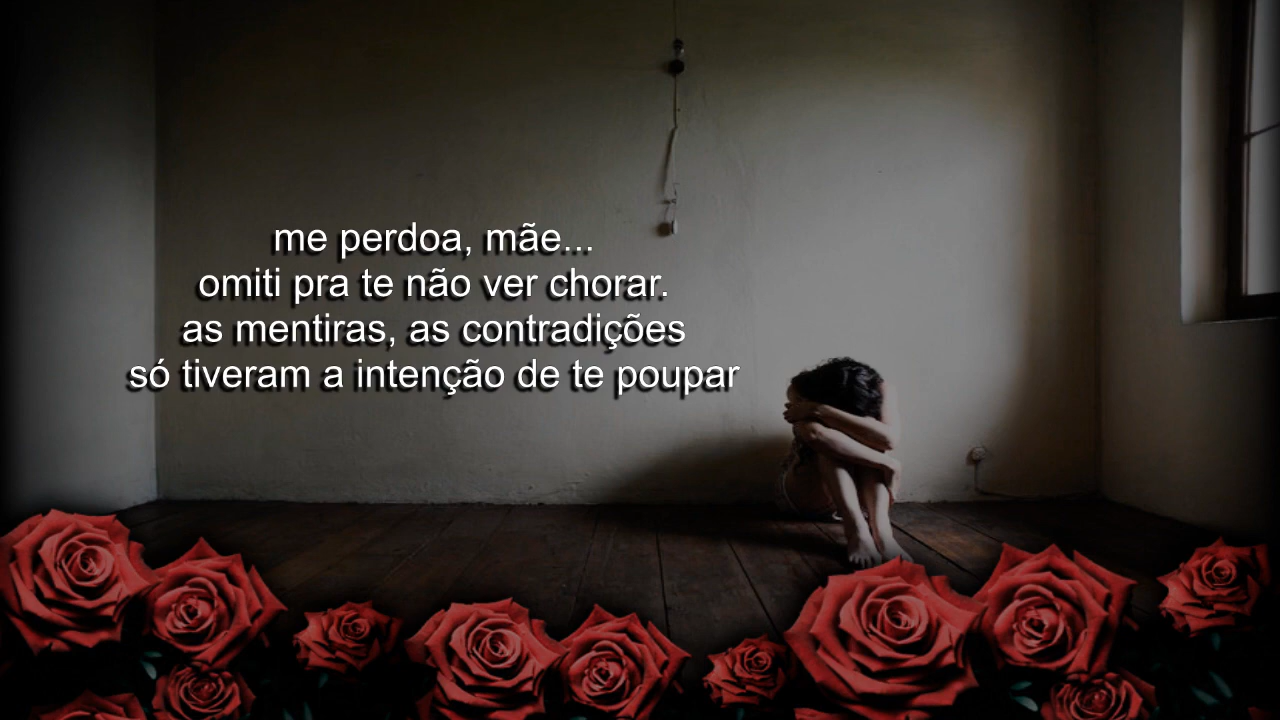 me perdoa, mãe...
omiti pra te não ver chorar.
as mentiras, as contradições
só tiveram a intenção de te poupar